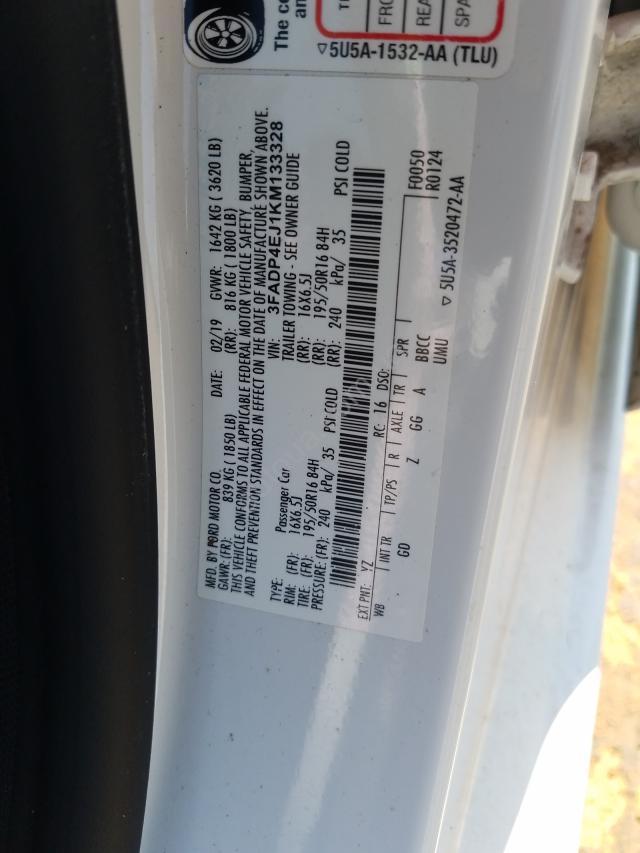 The co
an
FRO
REA
SPA
▽5U5A-1532-AA (TLU)
MFD. BY FORD MOTOR CO.
DATE: 02/19 GVWR: 1642 KG ( 3620 LB)
GAWR: (FR): 839 KG ( 1850 LB) (RR): 816 KG ( 1800 LB)
THIS VEHICLE CONFORMS TO ALL APPLICABLE FEDERAL MOTOR VEHICLE SAFETY, BUMPER,
AND THEFT PREVENTION STANDARDS IN EFFECT ON THE DATE OF MANUFACTURE SHOWN ABOVE.
VIN: 3FADP4EJ1KM133328
TYPE: Passenger Car TRAILER TOWING - SEE OWNER GUIDE
RIM: (FR): 16X6.5J (RR): 16X6.5J
TIRE: (FR): 195/50R16 84H (RR): 195/50R16 84H
PRESSURE: (FR): 240 kPa/ 35 PSI COLD (RR): 240 kPa/ 35 PSI COLD
EXT PNT: YZ RC: 16 DSO: F0050
WB INT TR TP/PS R AXLE TR SPR R0124
GD Z GG A BBCC
UMU
▽ 5U5A-3520472-AA